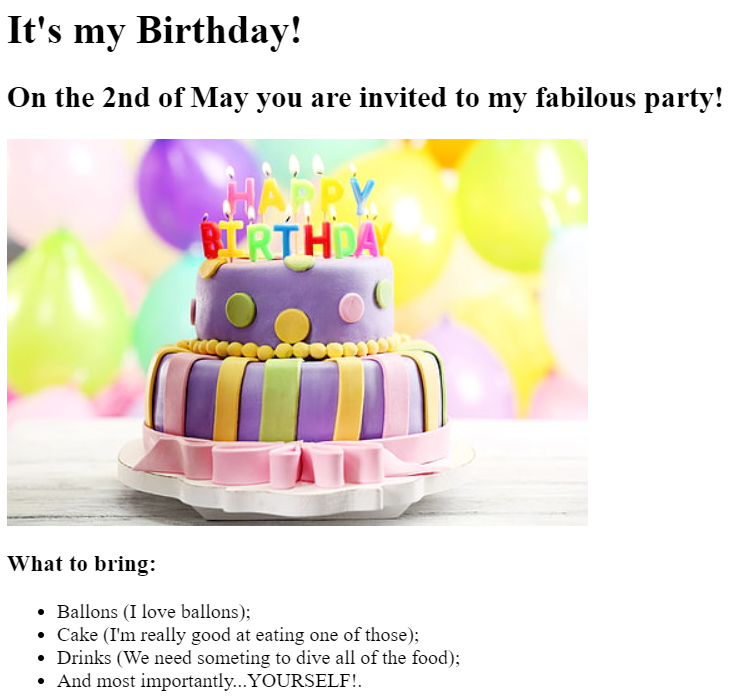 It's my Birthday!
On the 2nd of May you are invited to my fabilous party!
HAPPY
BIRTHDAY
What to bring:
Ballons (I love ballons);
Cake (I'm really good at eating one of those);
Drinks (We need someting to dive all of the food);
And most importantly...YOURSELF!.